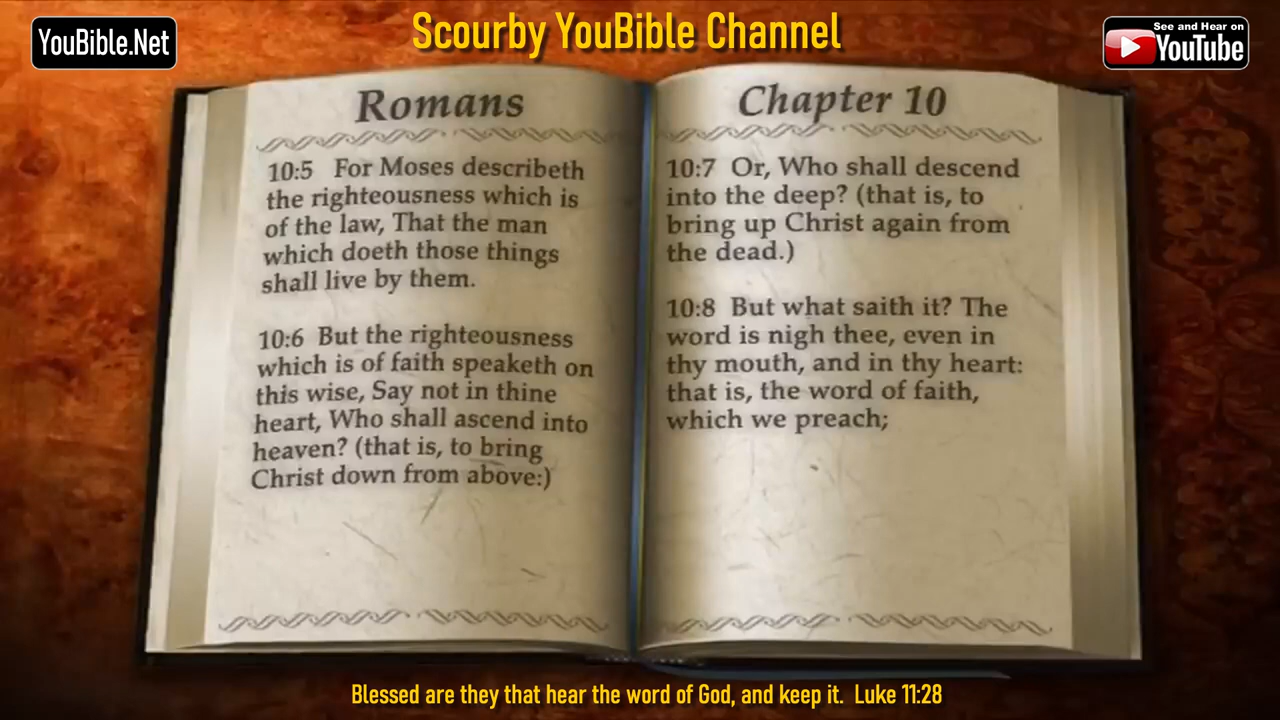 YouBible.Net
Scourby YouBible Channel
See and Hear on
YouTube
Romans
10:5 For Moses describeth
the righteousness which is
of the law, That the man
which doeth those things
shall live by them.
10:6 But the righteousness
which is of faith speaketh on
this wise, Say not in thine
heart, Who shall ascend into
heaven? (that is, to bring
Christ down from above:)
Chapter 10
10:7 Or, Who shall descend
into the deep? (that is, to
bring up Christ again from
the dead.)
10:8 But what saith it? The
word is nigh thee, even in
thy mouth, and in thy heart:
that is, the word of faith,
which we preach;
Blessed are they that hear the word of God, and keep it. Luke 11:28